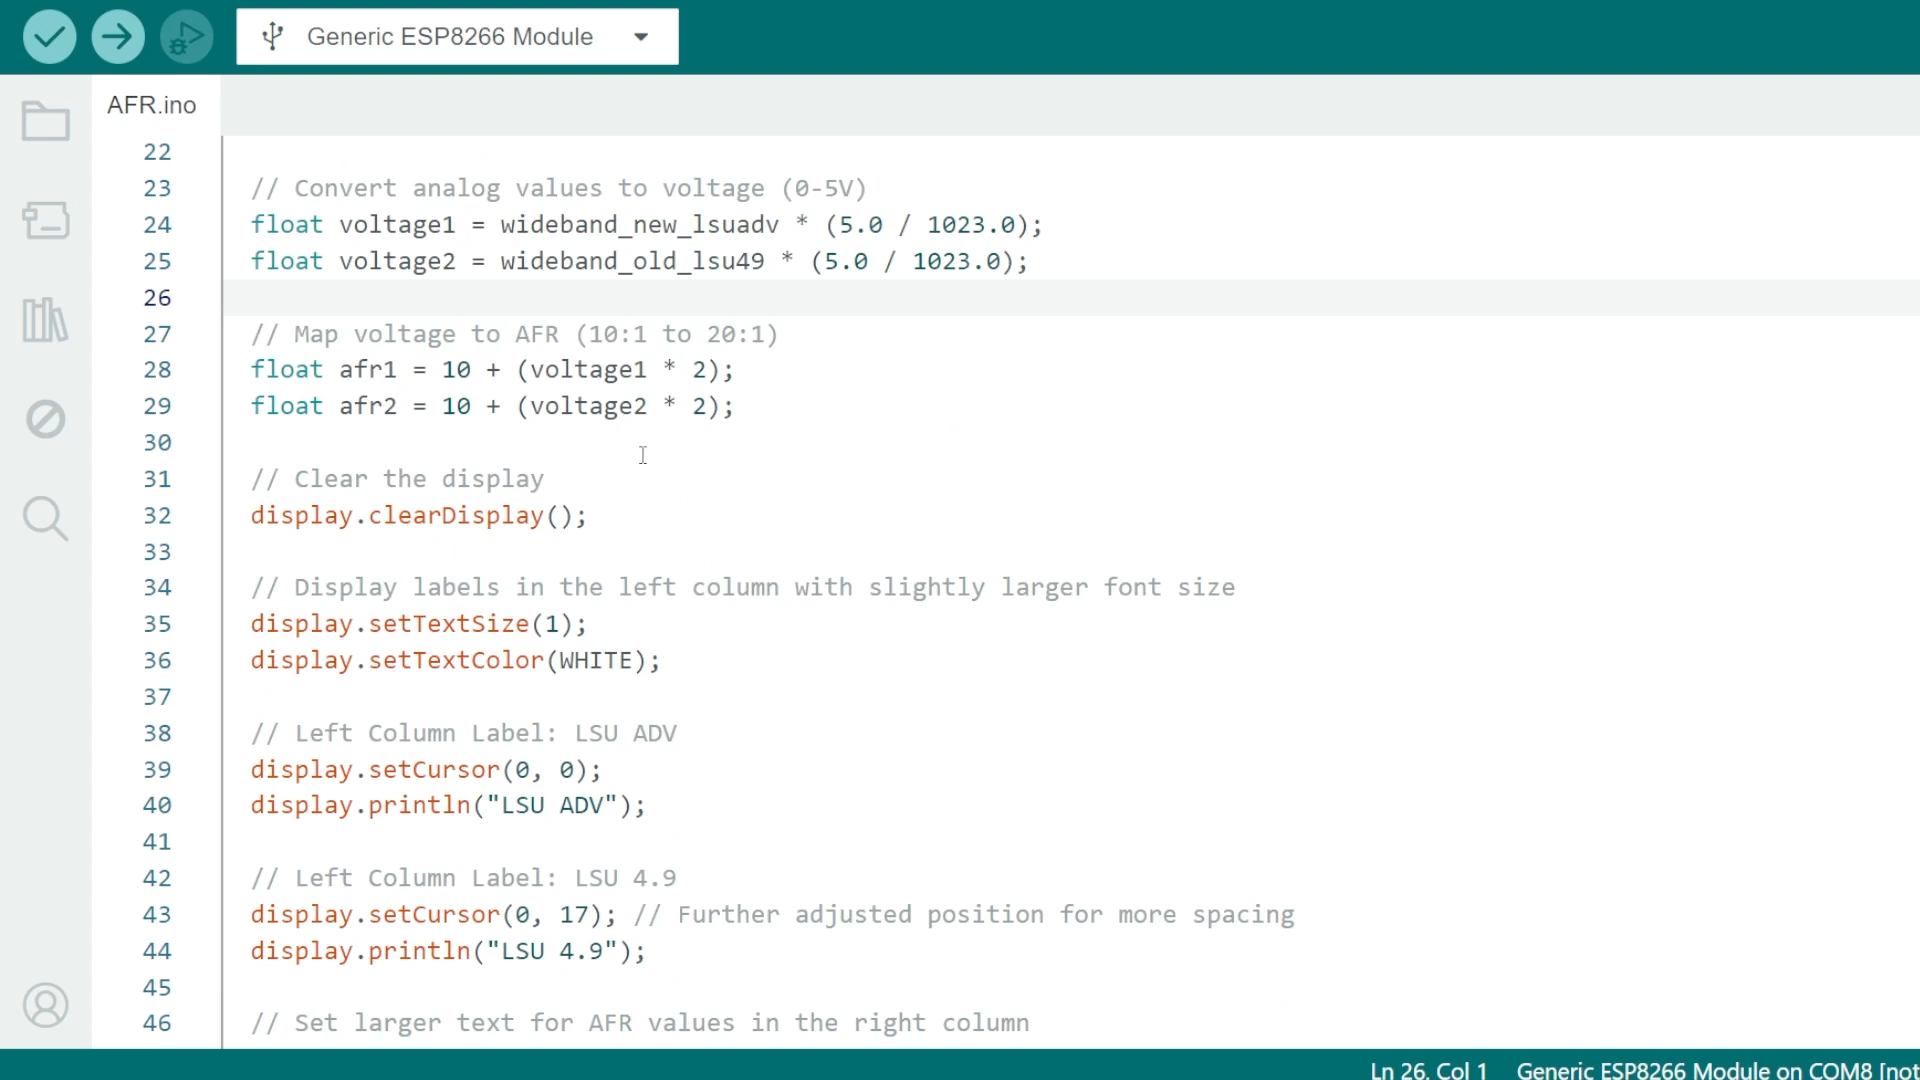 Generic ESP8266 Module
AFR.ino
22
23 // Convert analog values to voltage (0-5V)
24 float voltage1 = wideband_new_lsuadv * (5.0 / 1023.0);
25 float voltage2 = wideband_old_lsu49 * (5.0 / 1023.0);
26
27 // Map voltage to AFR (10:1 to 20:1)
28 float afr1 = 10 + (voltage1 * 2);
29 float afr2 = 10 + (voltage2 * 2);
30
31 // Clear the display
32 display.clearDisplay();
33
34 // Display labels in the left column with slightly larger font size
35 display.setTextSize(1);
36 display.setTextColor(WHITE);
37
38 // Left Column Label: LSU ADV
39 display.setCursor(0, 0);
40 display.println("LSU ADV");
41
42 // Left Column Label: LSU 4.9
43 display.setCursor(0, 17); // Further adjusted position for more spacing
44 display.println("LSU 4.9");
45
46 // Set larger text for AFR values in the right column
Ln 26, Col 1 Generic ESP8266 Module on COM8 [not